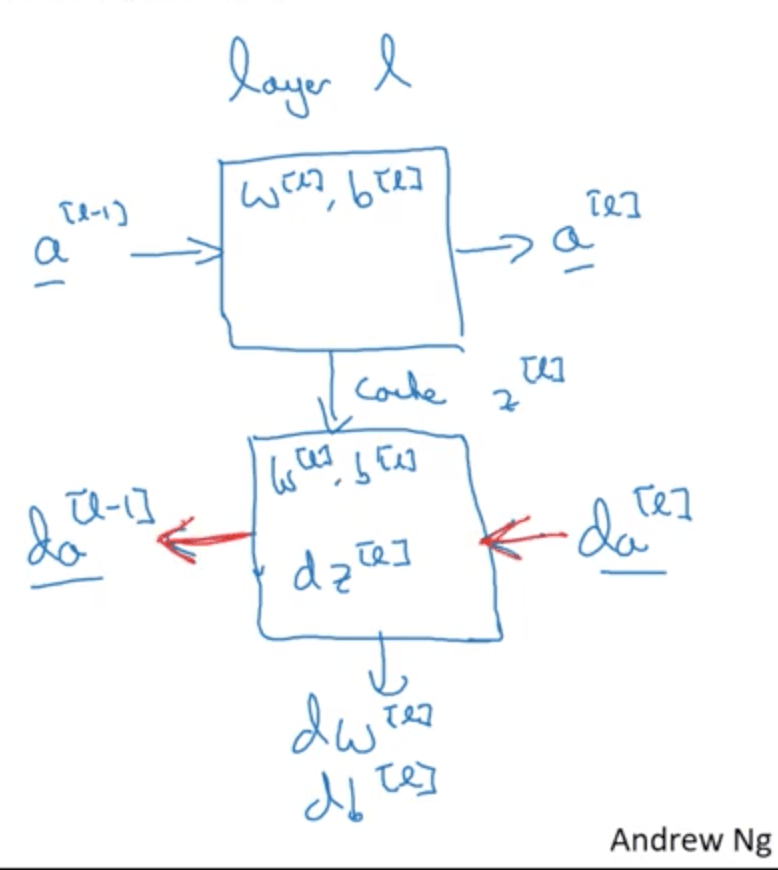 layer l
a^[l-1] → w^[l], b^[l] → a^[l]
cache z^[l]
w^[l], b^[l]
da^[l-1] ← dz^[l] ← da^[l]
dw^[l]
db^[l]
Andrew Ng